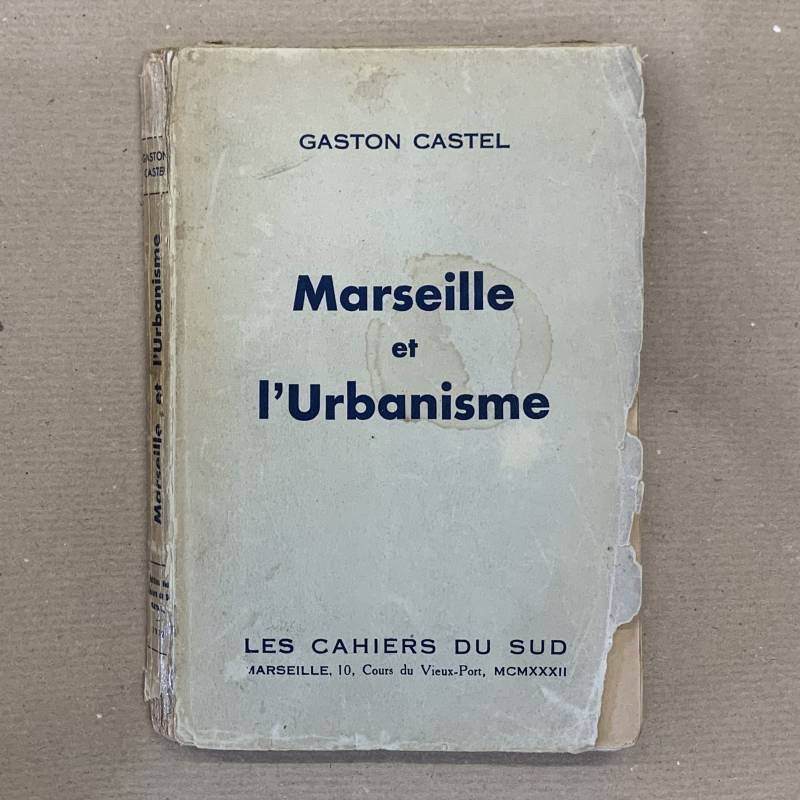 GASTON CASTEL
Marseille
et
l'Urbanisme
LES CAHIERS DU SUD
MARSEILLE, 10, Cours du Vieux-Port, MCMXXXII
GASTON
CASTEL
Marseille et l'Urbanisme